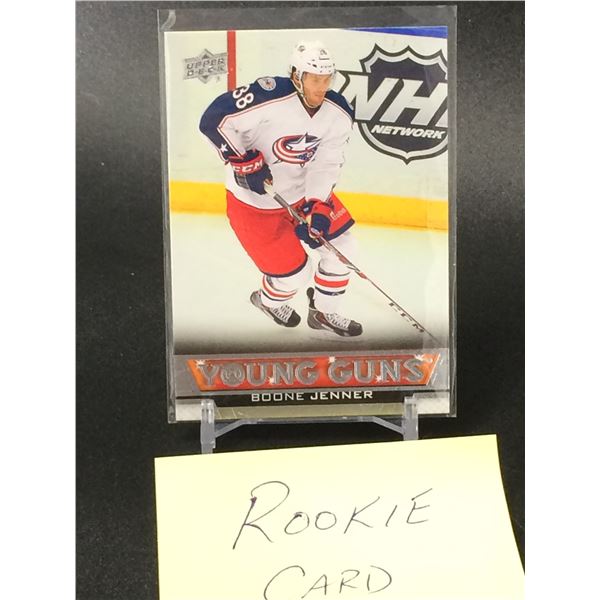 UPPER DECK
38
NHL
NETWORK
CCM
YOUNG GUNS
BOONE JENNER
ROOKIE
CARD